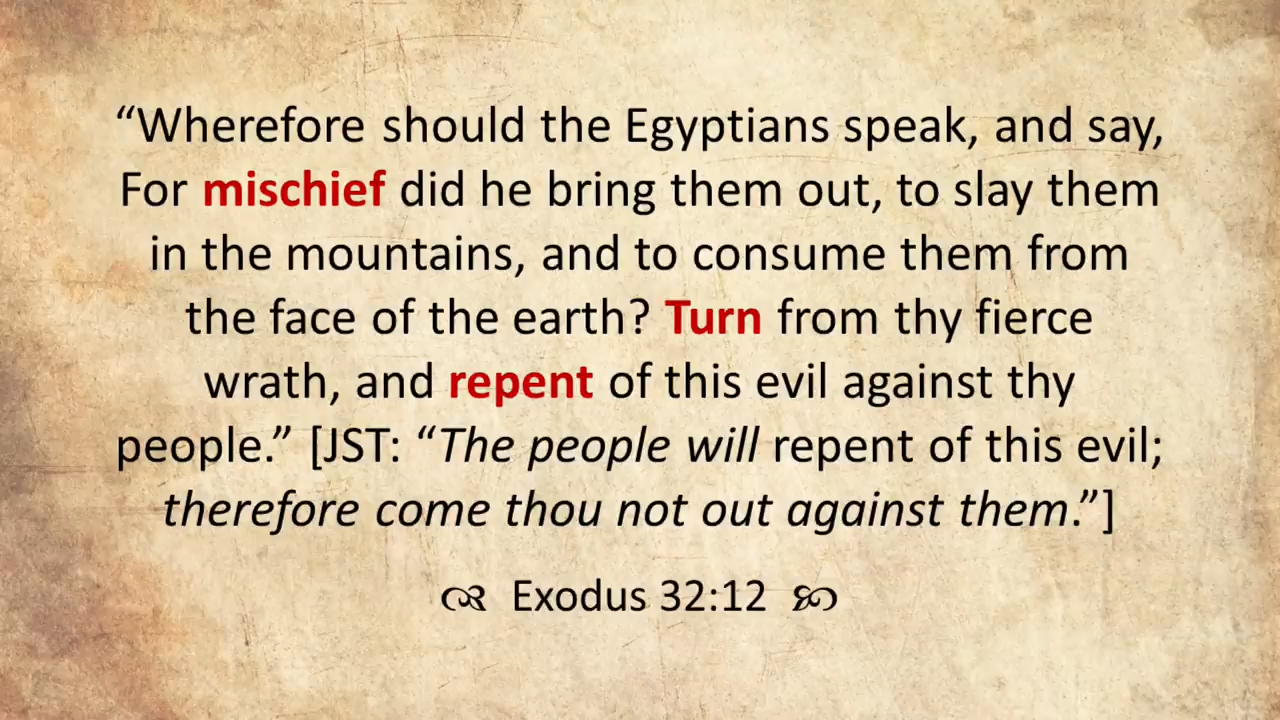 “Wherefore should the Egyptians speak, and say,
For mischief did he bring them out, to slay them
in the mountains, and to consume them from
the face of the earth? Turn from thy fierce
wrath, and repent of this evil against thy
people.” [JST: “The people will repent of this evil;
therefore come thou not out against them.”]
Exodus 32:12